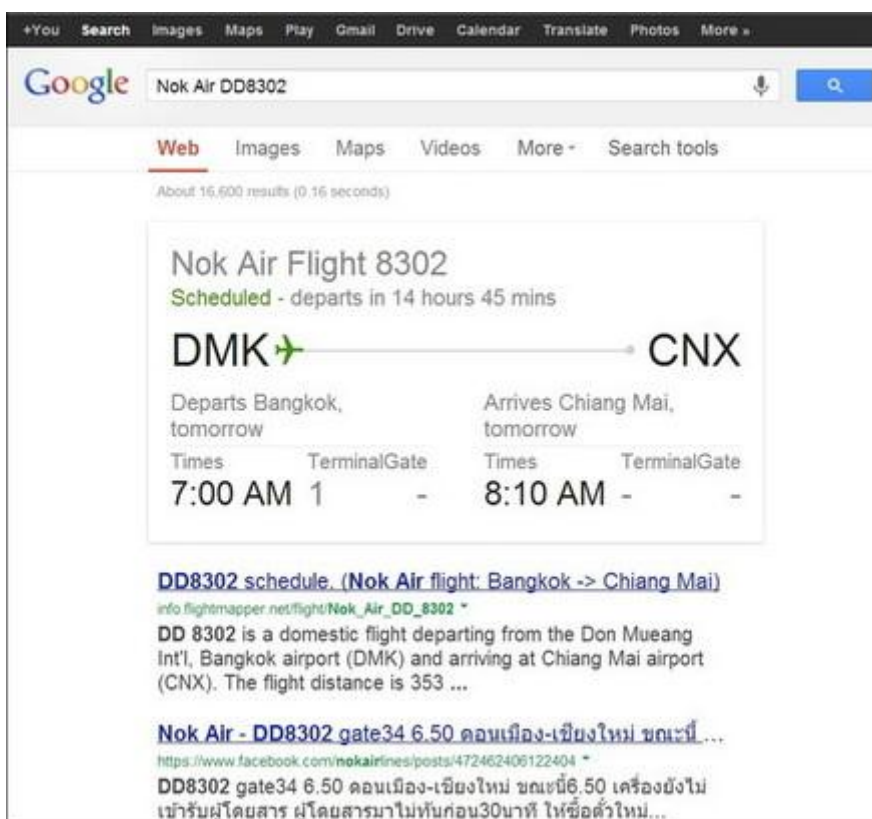 +You Search Images Maps Play Gmail Drive Calendar Translate Photos More »
Google Nok Air DD8302
Web Images Maps Videos More Search tools
About 16,600 results (0.16 seconds)
Nok Air Flight 8302
Scheduled - departs in 14 hours 45 mins
DMK CNX
Departs Bangkok, tomorrow
Times TerminalGate
7:00 AM 1 -
Arrives Chiang Mai, tomorrow
Times TerminalGate
8:10 AM - -
DD8302 schedule. (Nok Air flight: Bangkok -> Chiang Mai)
info.flightmapper.net/flight/Nok_Air_DD_8302
DD 8302 is a domestic flight departing from the Don Mueang
Int'l, Bangkok airport (DMK) and arriving at Chiang Mai airport
(CNX). The flight distance is 353 ...
Nok Air - DD8302 gate34 6.50 ดอนเมือง-เชียงใหม่ ขณะนี้ ...
https://www.facebook.com/nokairlines/posts/472462406122404
DD8302 gate34 6.50 ดอนเมือง-เชียงใหม่ ขณะนี้6.50 เครื่องยังไม่
เข้ารับผู้โดยสาร ผู้โดยสารมาไม่ทันก่อน30นาที ให้ซื้อตั๋วใหม่...